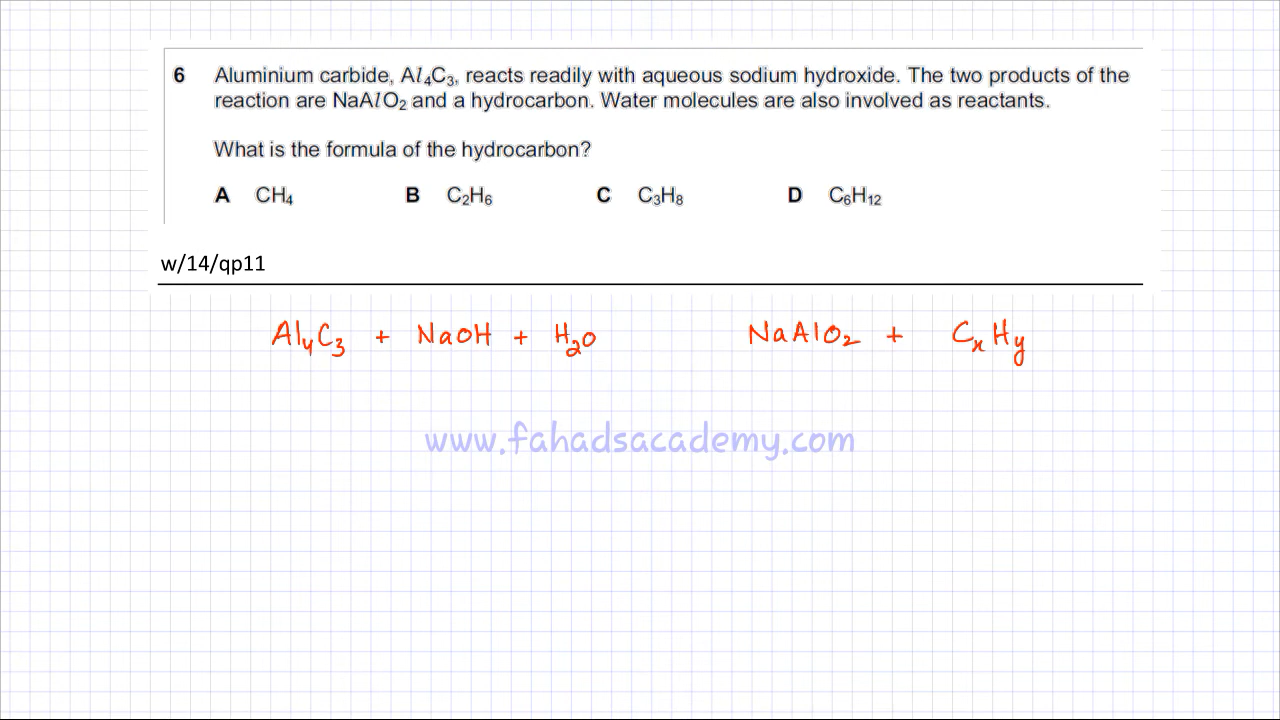 6 Aluminium carbide, Al₄C₃, reacts readily with aqueous sodium hydroxide. The two products of the
reaction are NaAlO₂ and a hydrocarbon. Water molecules are also involved as reactants.
What is the formula of the hydrocarbon?
A CH₄ B C₂H₆ C C₃H₈ D C₆H₁₂
w/14/qp11
Al₄C₃ + NaOH + H₂O NaAlO₂ + CₓHᵧ
www.fahadsacademy.com